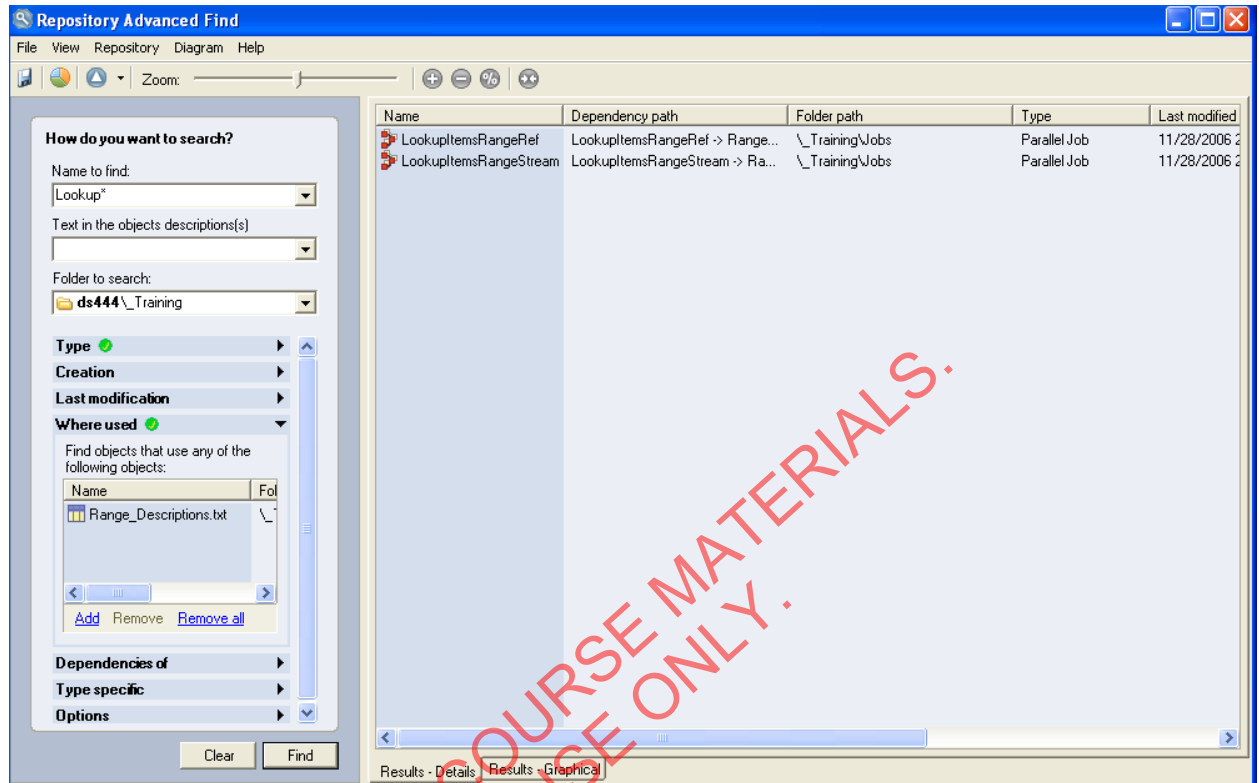 Repository Advanced Find
File View Repository Diagram Help
Zoom:
How do you want to search?
Name to find:
Lookup*
Text in the objects descriptions(s)
Folder to search:
ds444\_Training
Type
Creation
Last modification
Where used
Find objects that use any of the
following objects:
Name Fol
Range_Descriptions.txt \_
Add Remove Remove all
Dependencies of
Type specific
Options
Clear Find
Name Dependency path Folder path Type Last modified
LookupItemsRangeRef LookupItemsRangeRef -> Range... \_Training\Jobs Parallel Job 11/28/2006 2
LookupItemsRangeStream LookupItemsRangeStream -> Ra... \_Training\Jobs Parallel Job 11/28/2006 2
Results - Details Results - Graphical
COURSE MATERIALS.
USE ONLY.